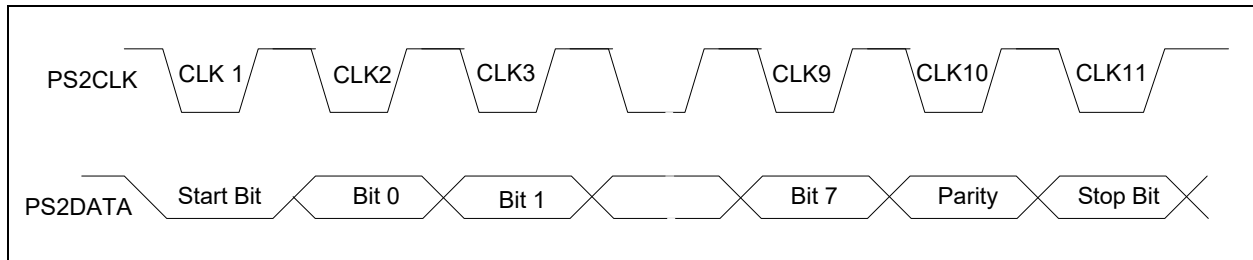 PS2CLK CLK 1 CLK2 CLK3 CLK9 CLK10 CLK11
PS2DATA Start Bit Bit 0 Bit 1 Bit 7 Parity Stop Bit